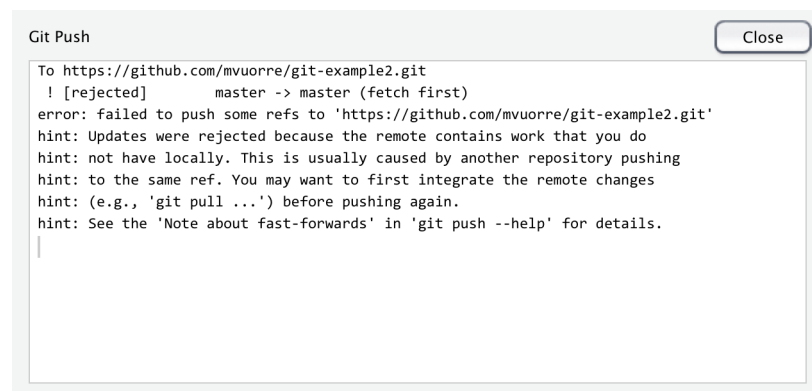 Git Push
Close
To https://github.com/mvuorre/git-example2.git
 ! [rejected]        master -> master (fetch first)
error: failed to push some refs to 'https://github.com/mvuorre/git-example2.git'
hint: Updates were rejected because the remote contains work that you do
hint: not have locally. This is usually caused by another repository pushing
hint: to the same ref. You may want to first integrate the remote changes
hint: (e.g., 'git pull ...') before pushing again.
hint: See the 'Note about fast-forwards' in 'git push --help' for details.